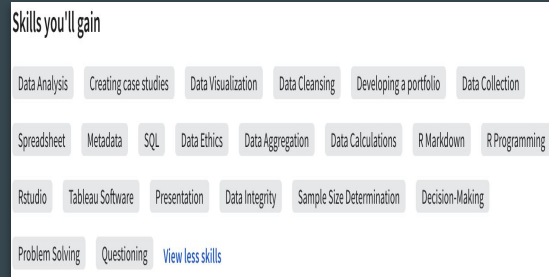 Skills you'll gain
Data Analysis Creating case studies Data Visualization Data Cleansing Developing a portfolio Data Collection
Spreadsheet Metadata SQL Data Ethics Data Aggregation Data Calculations R Markdown R Programming
Rstudio Tableau Software Presentation Data Integrity Sample Size Determination Decision-Making
Problem Solving Questioning View less skills